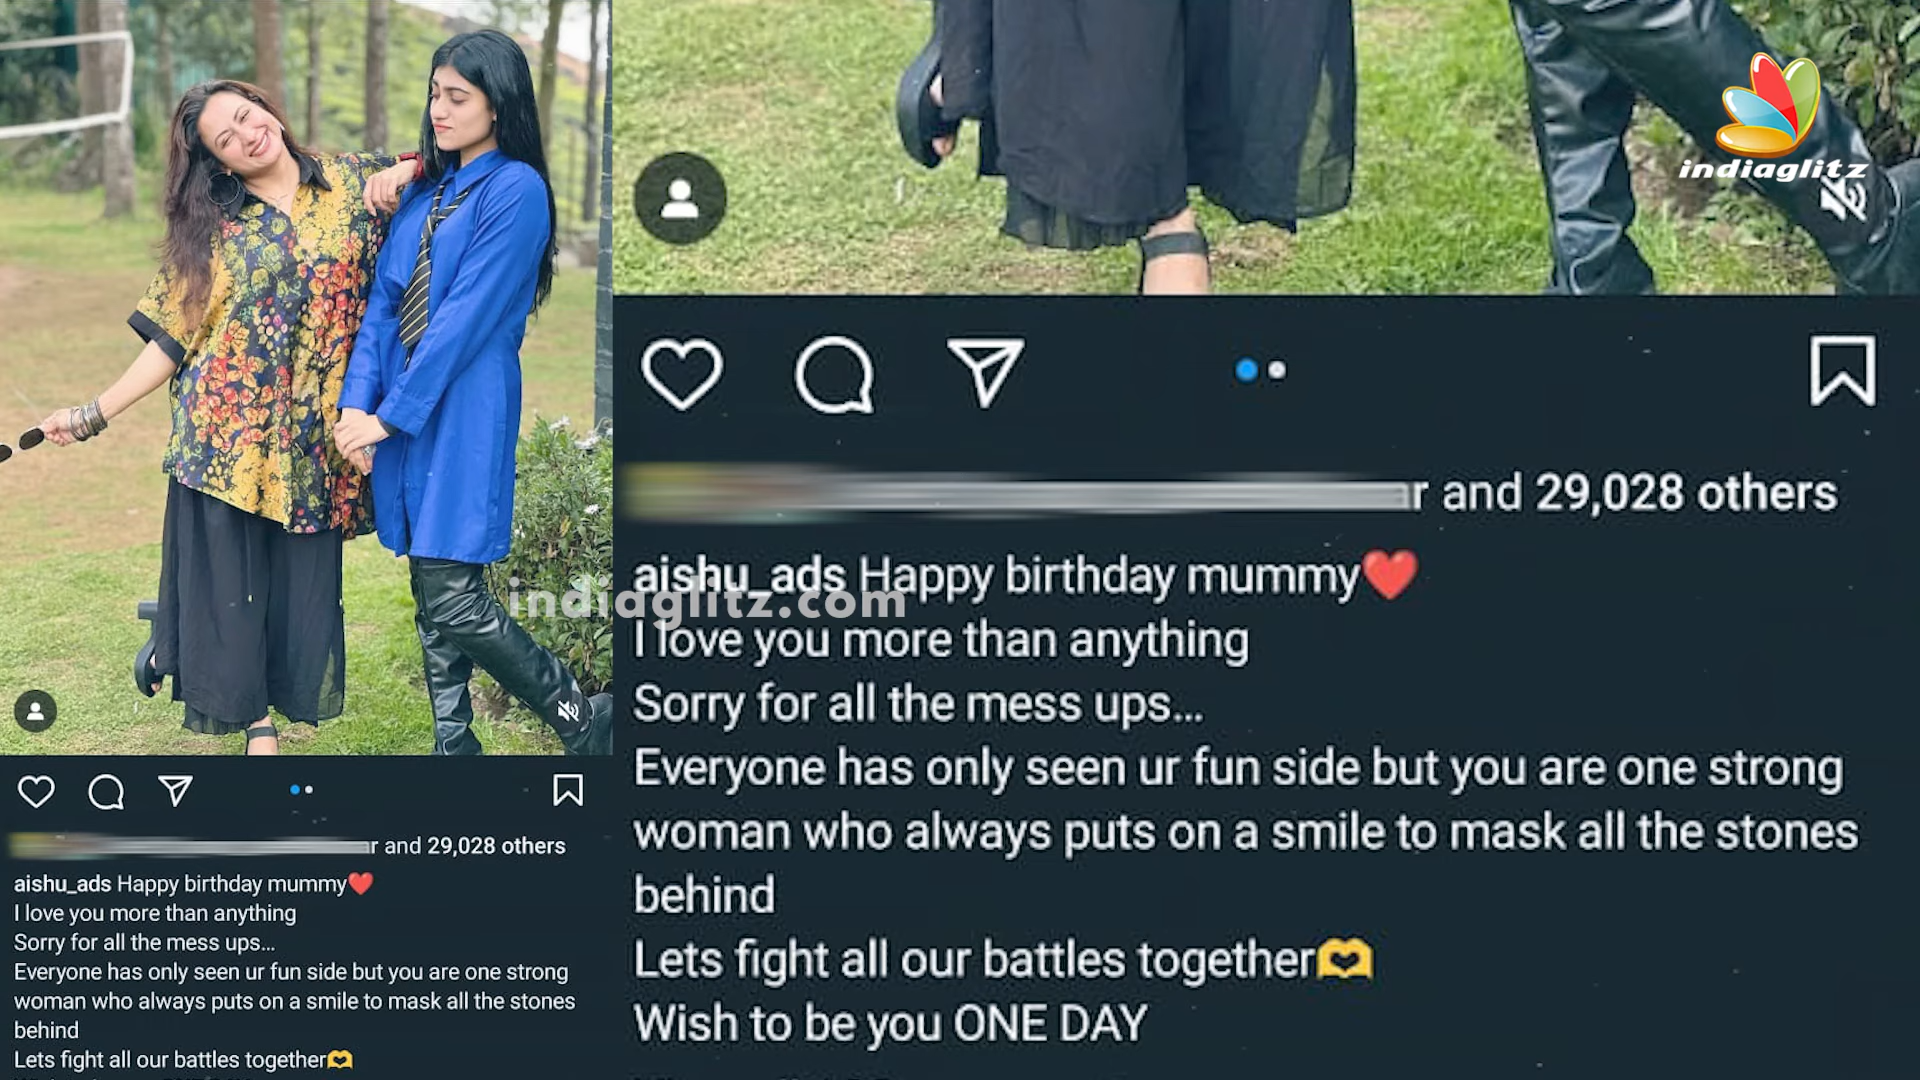 indiaglitz
indiaglitz.com
and 29,028 others
aishu_ads Happy birthday mummy❤️
I love you more than anything
Sorry for all the mess ups...
Everyone has only seen ur fun side but you are one strong
woman who always puts on a smile to mask all the stones
behind
Lets fight all our battles together🫶
and 29,028 others
aishu_ads Happy birthday mummy❤️
I love you more than anything
Sorry for all the mess ups...
Everyone has only seen ur fun side but you are one strong
woman who always puts on a smile to mask all the stones
behind
Lets fight all our battles together🫶
Wish to be you ONE DAY